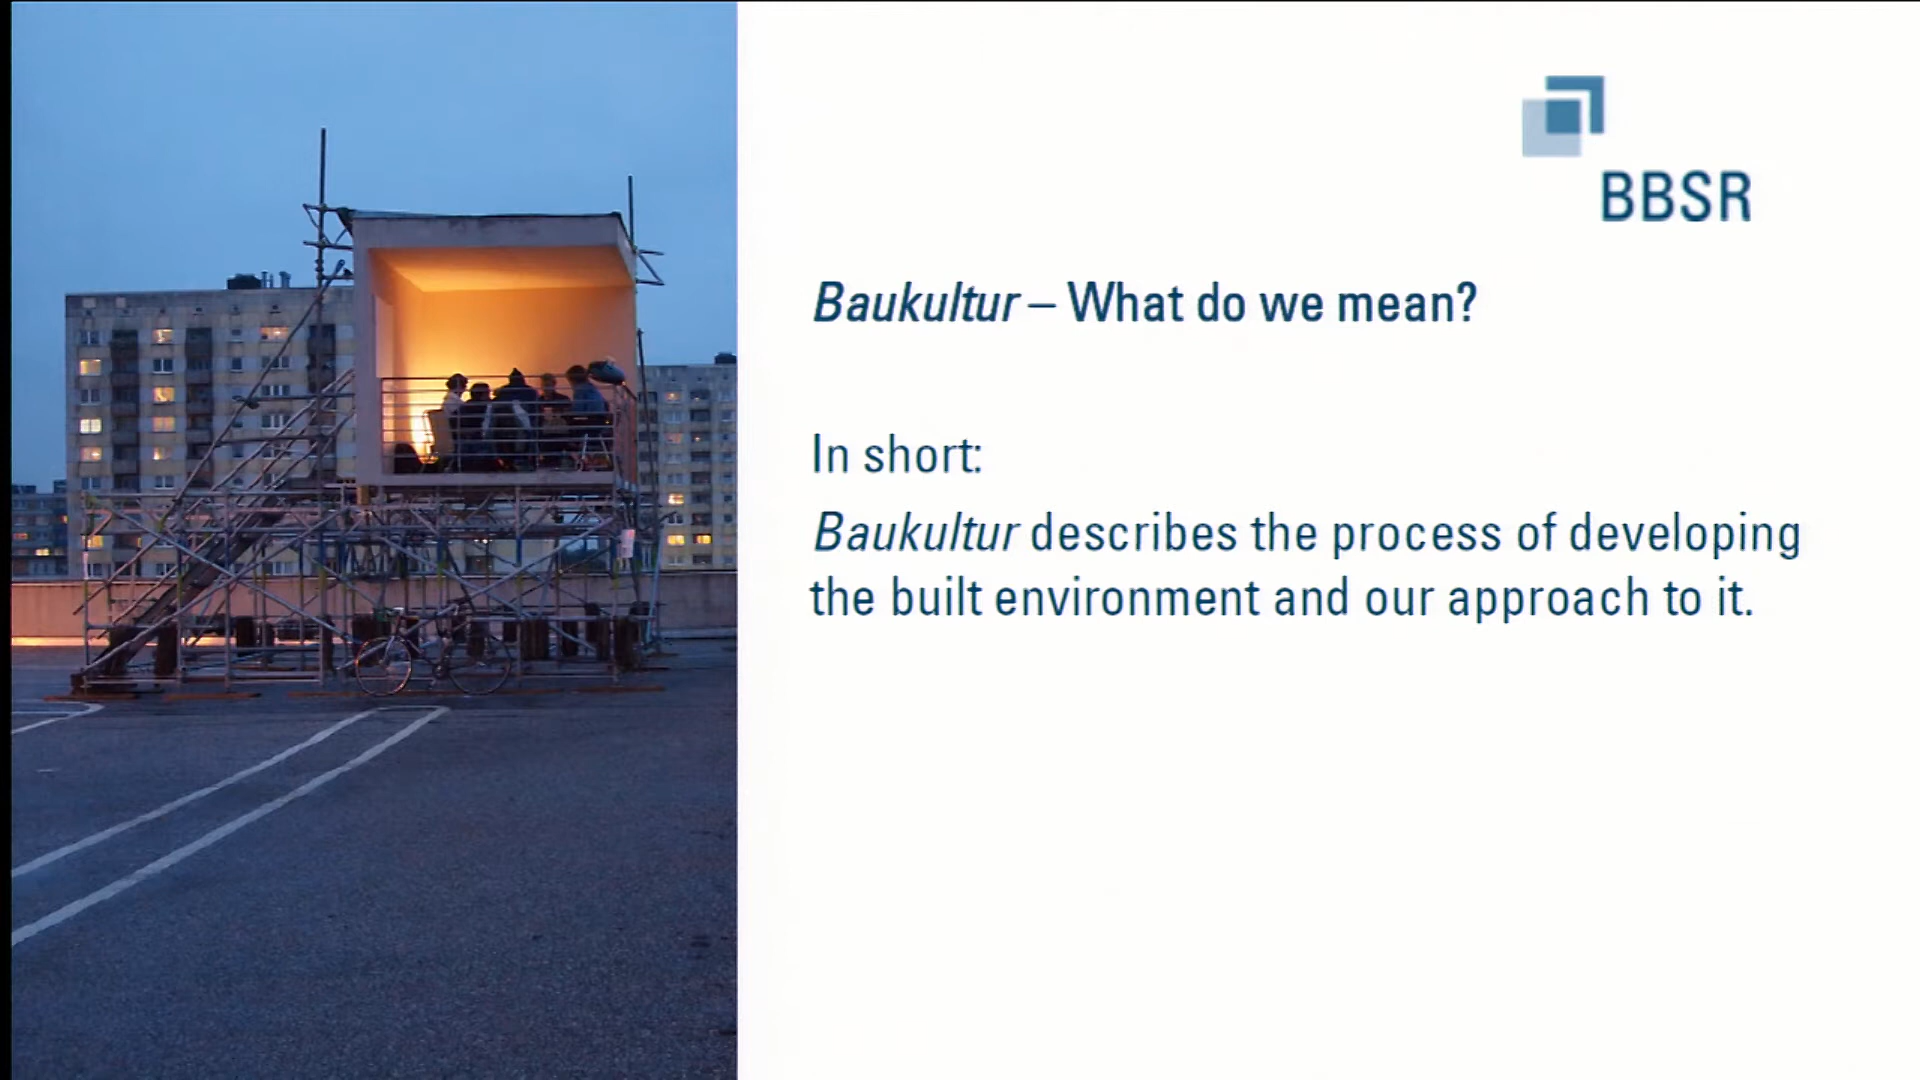 BBSR
Baukultur – What do we mean?
In short:
Baukultur describes the process of developing
the built environment and our approach to it.